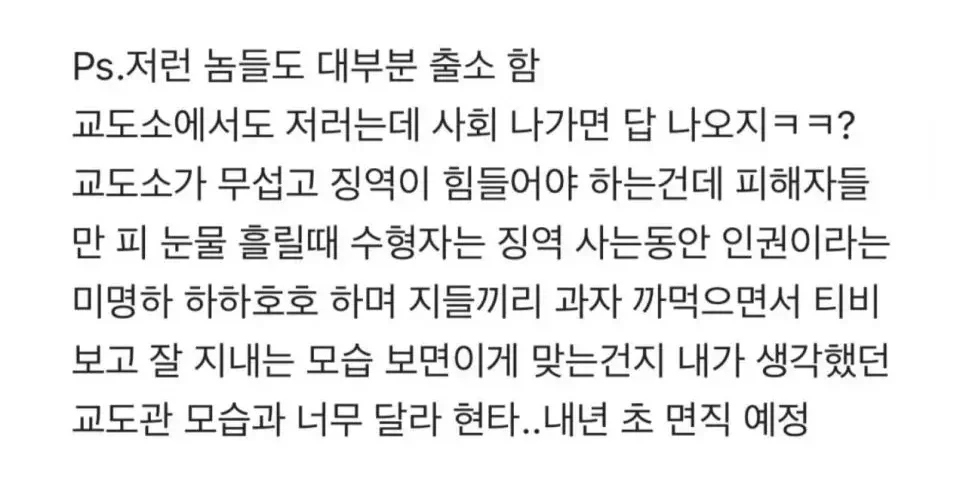 Ps.저런 놈들도 대부분 출소 함
교도소에서도 저러는데 사회 나가면 답 나오지ㅋㅋ?
교도소가 무섭고 징역이 힘들어야 하는건데 피해자들
만 피 눈물 흘릴때 수형자는 징역 사는동안 인권이라는
미명하 하하호호 하며 지들끼리 과자 까먹으면서 티비
보고 잘 지내는 모습 보면이게 맞는건지 내가 생각했던
교도관 모습과 너무 달라 현타..내년 초 면직 예정